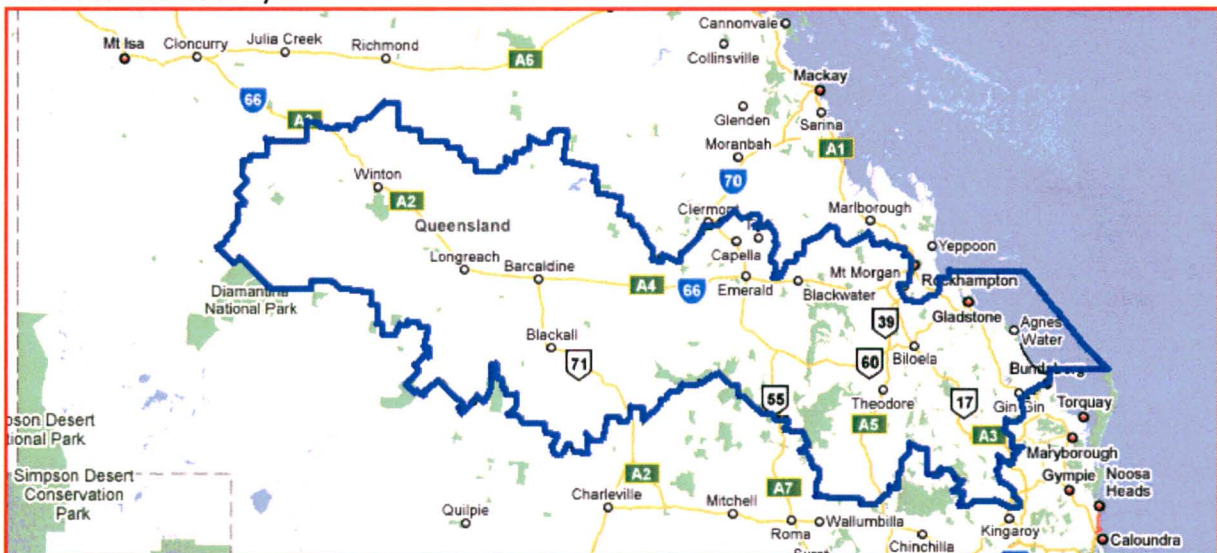 Cannonvale
Mt Isa
Cloncurry
Julia Creek
Richmond
A6
Collinsville
66
Mackay
Glenden
Sarina
Moranbah
A1
70
Winton
A2
Clermont
Marlborough
Queensland
Capella
Yeppoon
Longreach
Barcaldine
A4
66
Emerald
Blackwater
Mt Morgan
Rockhampton
Diamantina
National Park
Gladstone
39
Agnes
Water
Blackall
71
60
Biloela
Bundaberg
55
Theodore
17
Gin Gin
Torquay
A5
A3
Maryborough
pson Desert
tional Park
Simpson Desert
Conservation
Park
A2
A7
Gympie
Noosa
Heads
Charleville
Mitchell
Quilpie
Roma
Wallumbilla
Chinchilla
Kingaroy
Caloundra